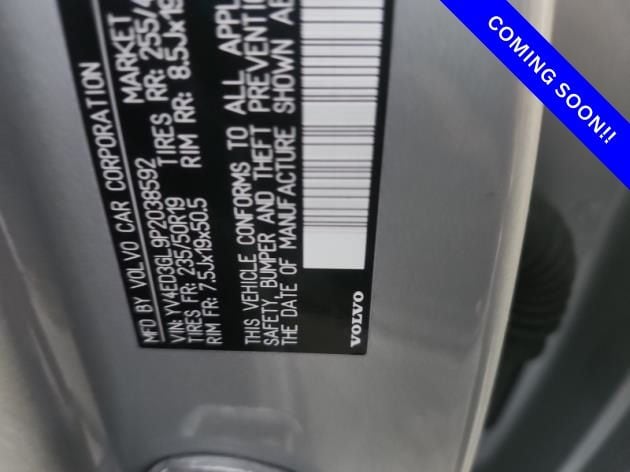 COMING SOON!!
MFD BY VOLVO CAR CORPORATION MARKET
VIN: YV4ED3GL9P2038592
TIRES FR: 235/50R19 TIRES RR: 255/4
RIM FR: 7.5Jx19x50.5 RIM RR: 8.5Jx19
THIS VEHICLE CONFORMS TO ALL APPL
SAFETY, BUMPER AND THEFT PREVENTI
THE DATE OF MANUFACTURE SHOWN AB
VOLVO